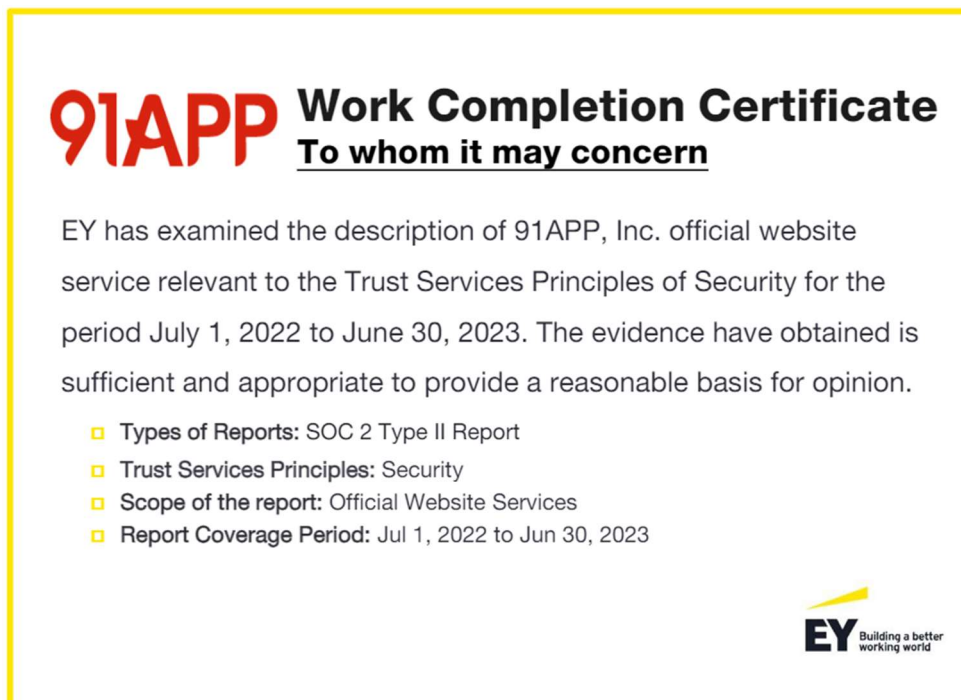 91APP Work Completion Certificate
To whom it may concern
EY has examined the description of 91APP, Inc. official website
service relevant to the Trust Services Principles of Security for the
period July 1, 2022 to June 30, 2023. The evidence have obtained is
sufficient and appropriate to provide a reasonable basis for opinion.
Types of Reports: SOC 2 Type II Report
Trust Services Principles: Security
Scope of the report: Official Website Services
Report Coverage Period: Jul 1, 2022 to Jun 30, 2023
EY Building a better
working world